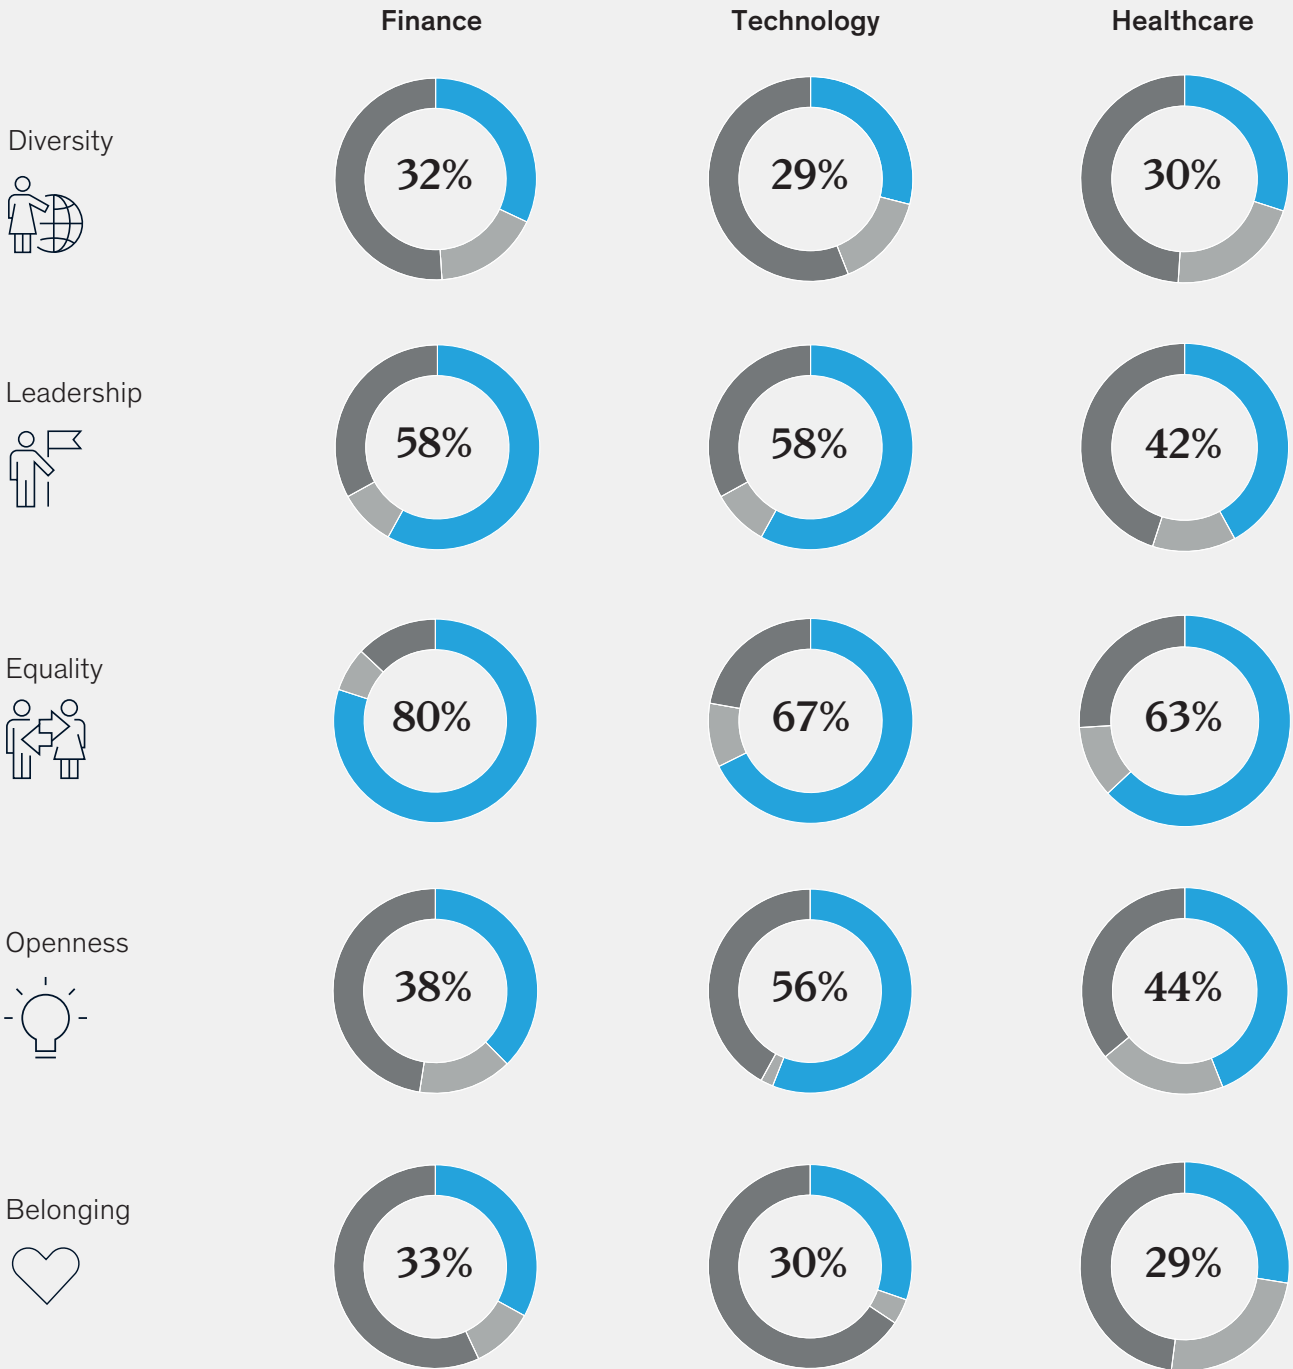 Finance Technology Healthcare
Diversity
32% 29% 30%
Leadership
58% 58% 42%
Equality
80% 67% 63%
Openness
38% 56% 44%
Belonging
33% 30% 29%